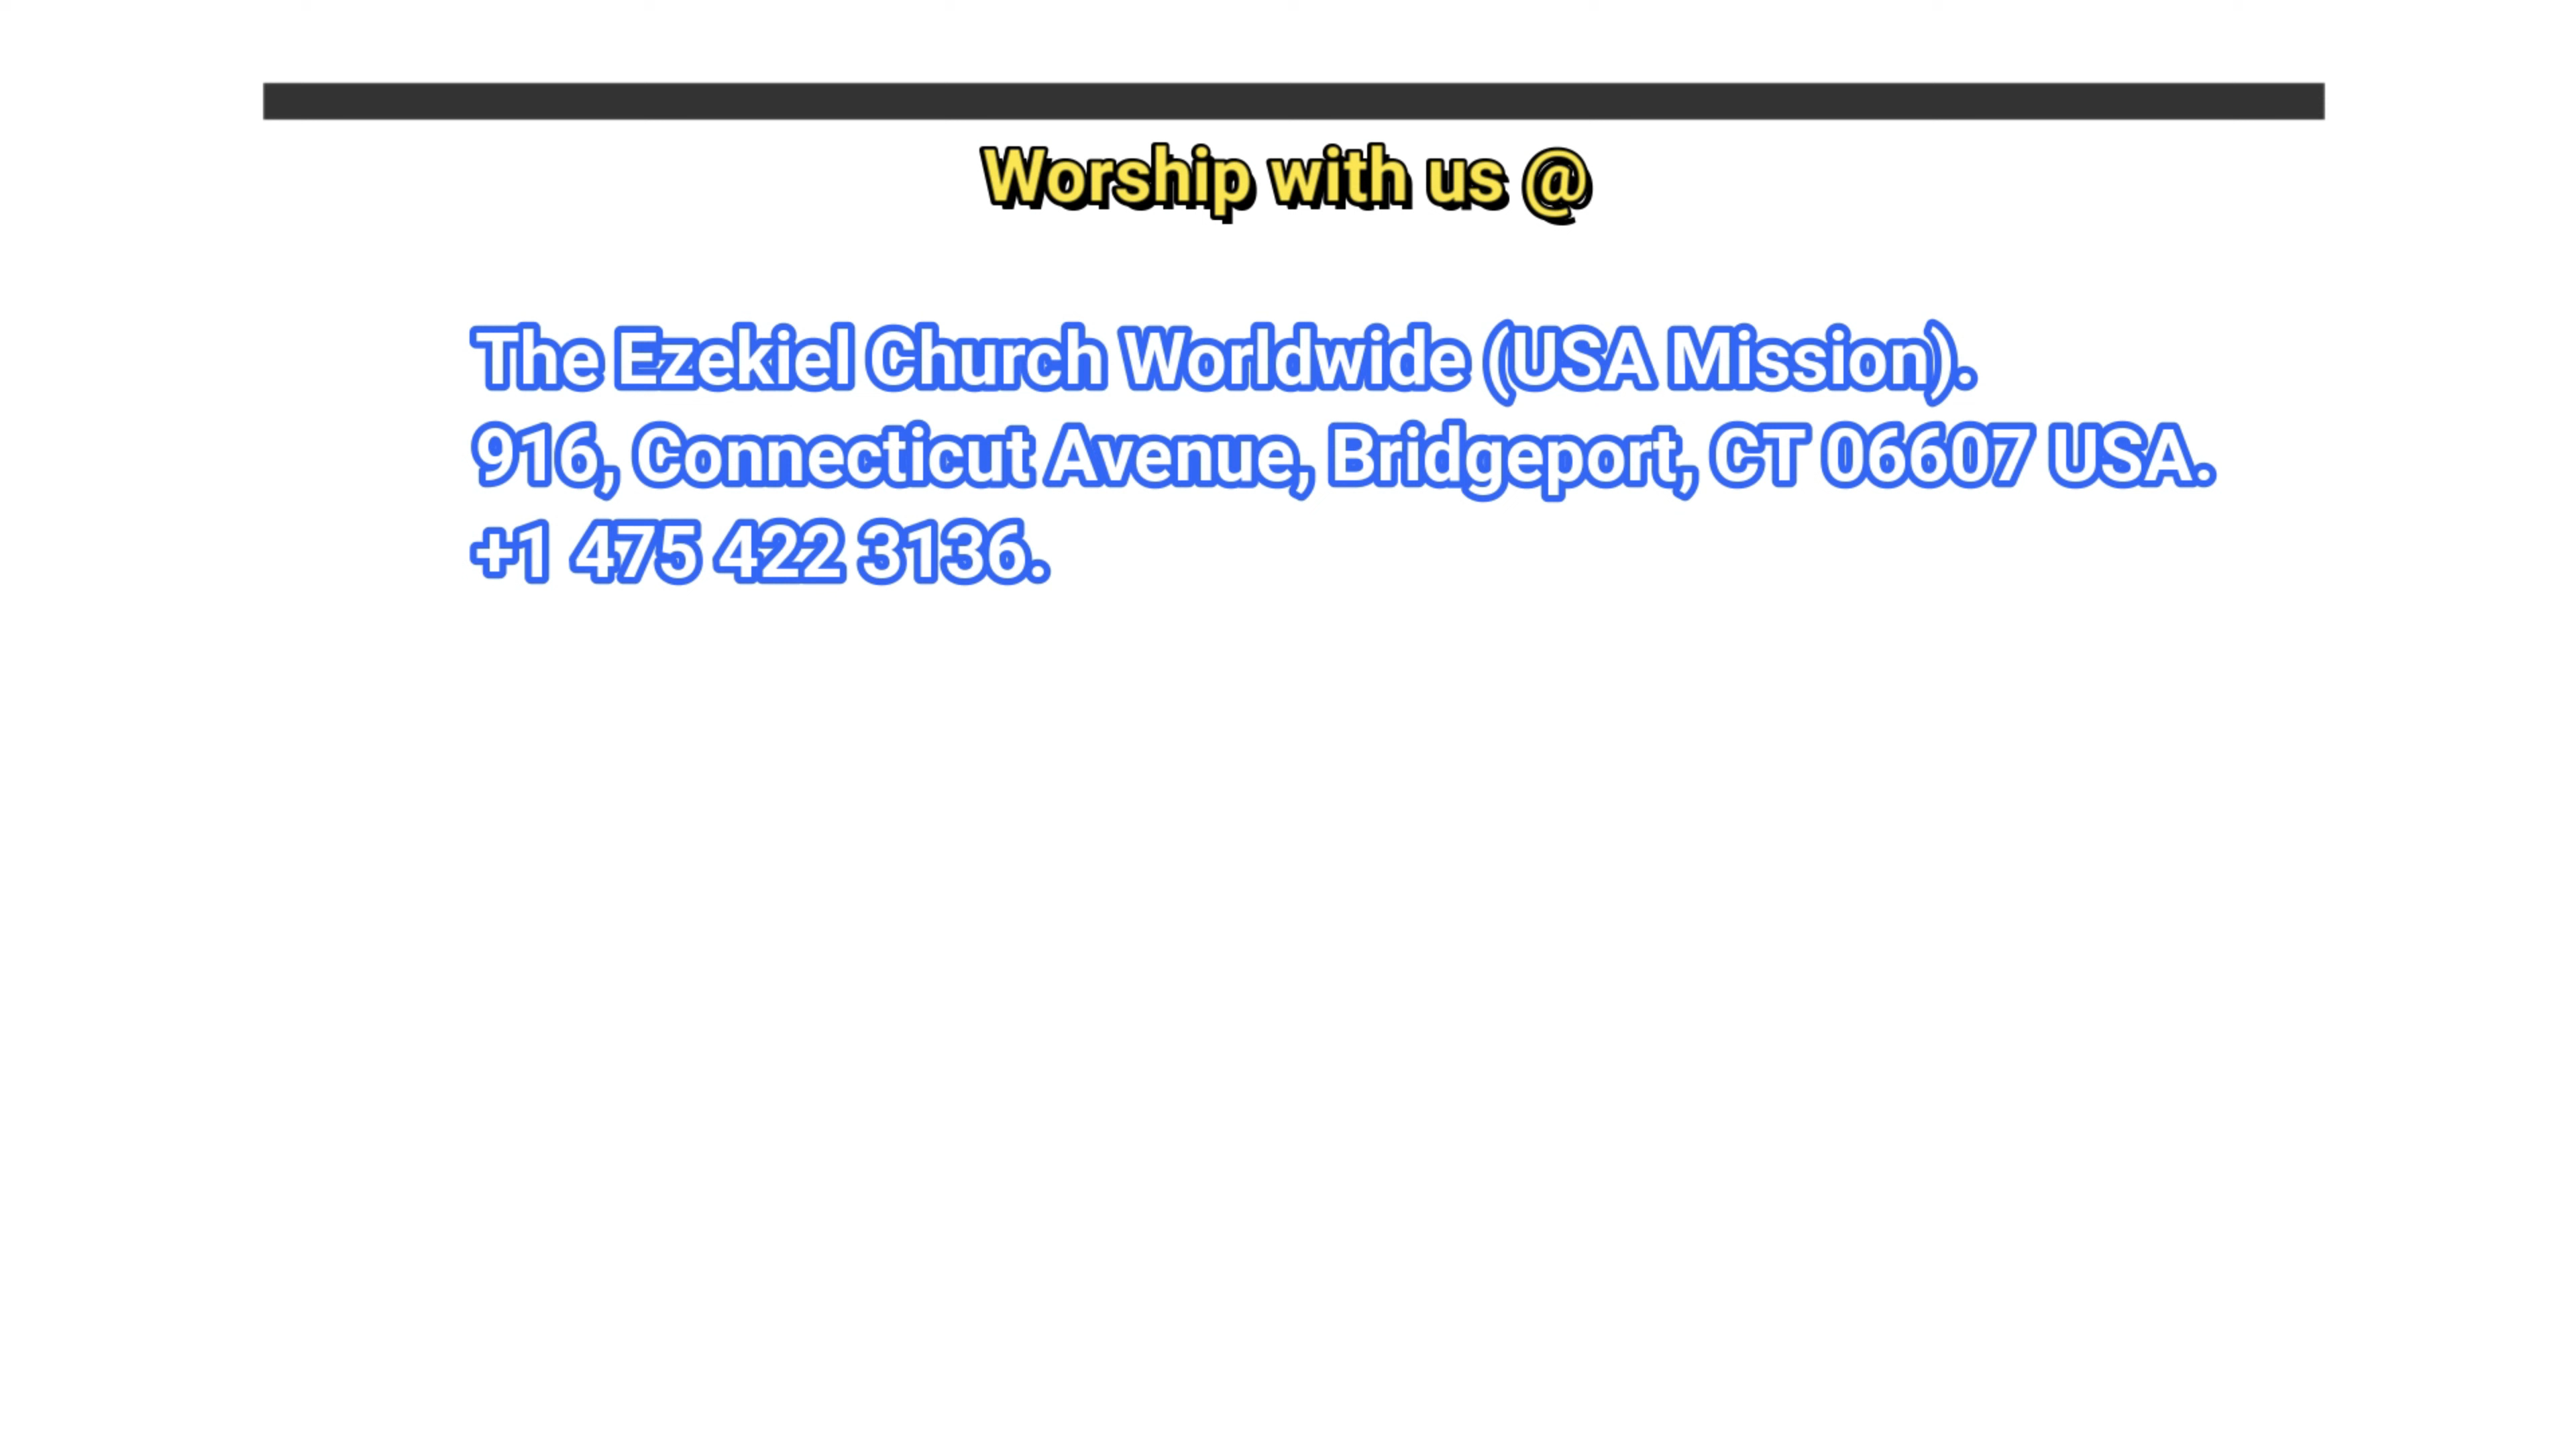 Worship with us @
The Ezekiel Church Worldwide (USA Mission).
916, Connecticut Avenue, Bridgeport, CT 06607 USA.
+1 475 422 3136.